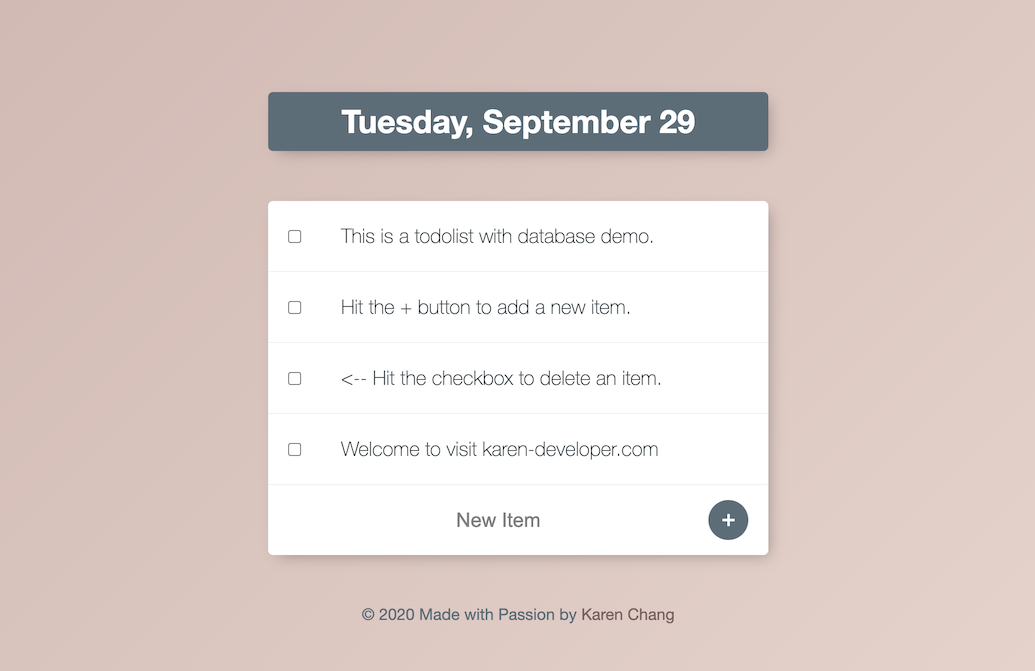 Tuesday, September 29
This is a todolist with database demo.
Hit the + button to add a new item.
<-- Hit the checkbox to delete an item.
Welcome to visit karen-developer.com
New Item +
© 2020 Made with Passion by Karen Chang